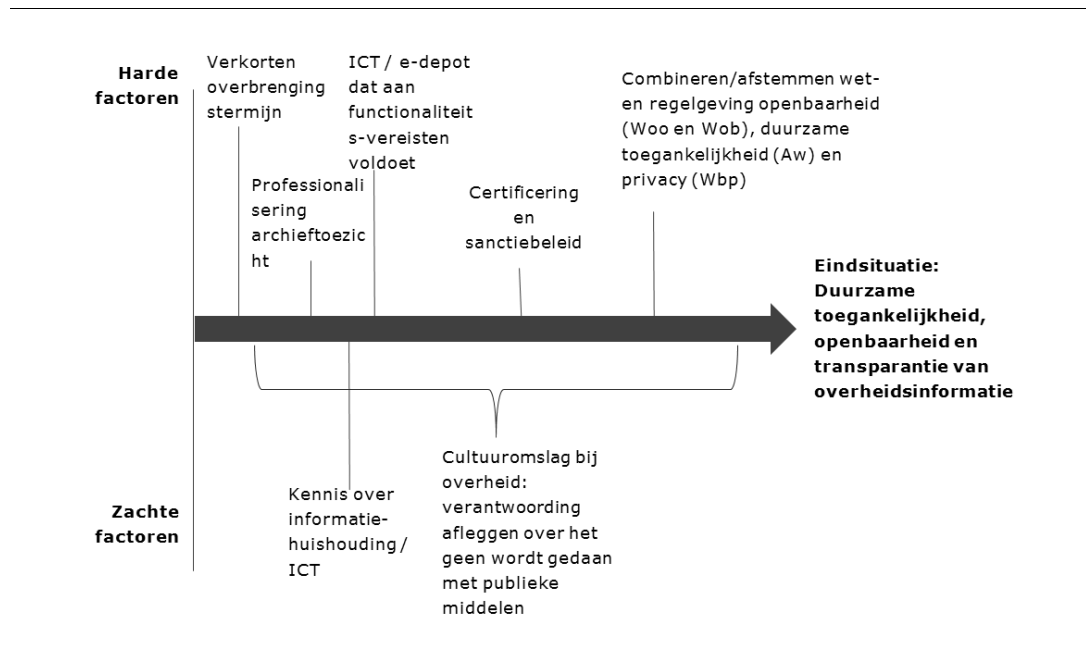 Harde
factoren
Verkorten
overbrenging
stermijn
Professionali
sering
archieftoezic
ht
ICT / e-depot
dat aan
functionaliteit
s-vereisten
voldoet
Certificering
en
sanctiebeleid
Combineren/afstemmen wet-
en regelgeving openbaarheid
(Woo en Wob), duurzame
toegankelijkheid (Aw) en
privacy (Wbp)
Eindsituatie:
Duurzame
toegankelijkheid,
openbaarheid en
transparantie van
overheidsinformatie
Zachte
factoren
Kennis over
informatie-
huishouding /
ICT
Cultuuromslag bij
overheid:
verantwoording
afleggen over het
geen wordt gedaan
met publieke
middelen